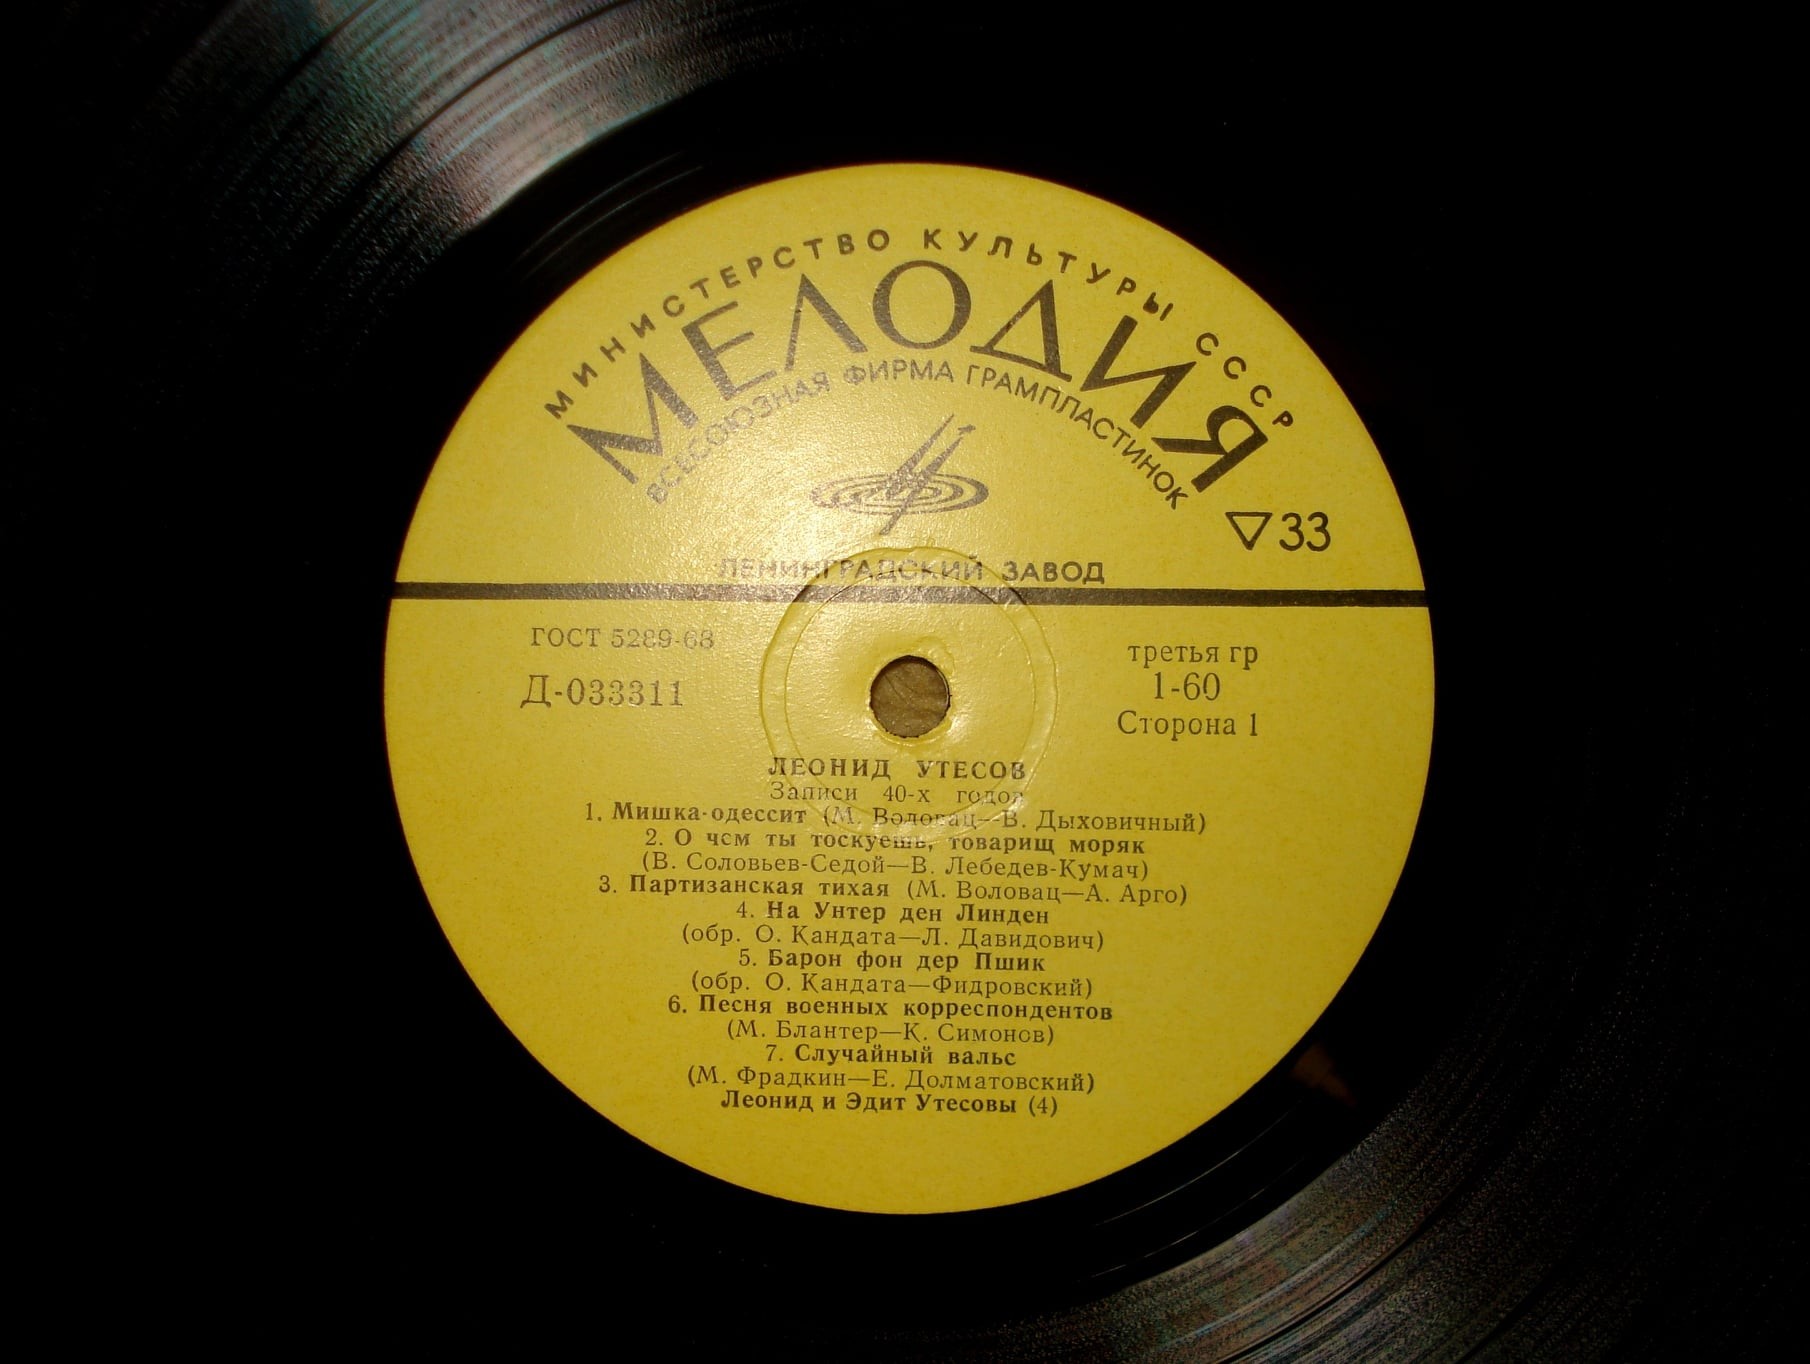 МИНИСТЕРСТВО КУЛЬТУРЫ СССР
МЕЛОДИЯ
ВСЕСОЮЗНАЯ ФИРМА ГРАМПЛАСТИНОК
▽33
ЛЕНИНГРАДСКИЙ ЗАВОД
ГОСТ 5289-68
Д-033311
третья гр
1-60
Сторона 1
ЛЕОНИД УТЕСОВ
Записи 40-х годов
1. Мишка-одессит (М. Воловац—В. Дыховичный)
2. О чем ты тоскуешь, товарищ моряк
(В. Соловьев-Седой—В. Лебедев-Кумач)
3. Партизанская тихая (М. Воловац—А. Арго)
4. На Унтер ден Линден
(обр. О. Кандата—Л. Давидович)
5. Барон фон дер Пшик
(обр. О. Кандата—Фидровский)
6. Песня военных корреспондентов
(М. Блантер—К. Симонов)
7. Случайный вальс
(М. Фрадкин—Е. Долматовский)
Леонид и Эдит Утесовы (4)